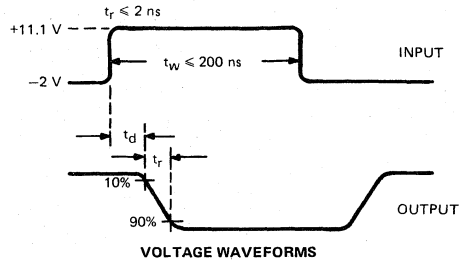 tr ≤ 2 ns
+11.1 V
INPUT
tw ≤ 200 ns
−2 V
td
tr
10%
90%
OUTPUT
VOLTAGE WAVEFORMS